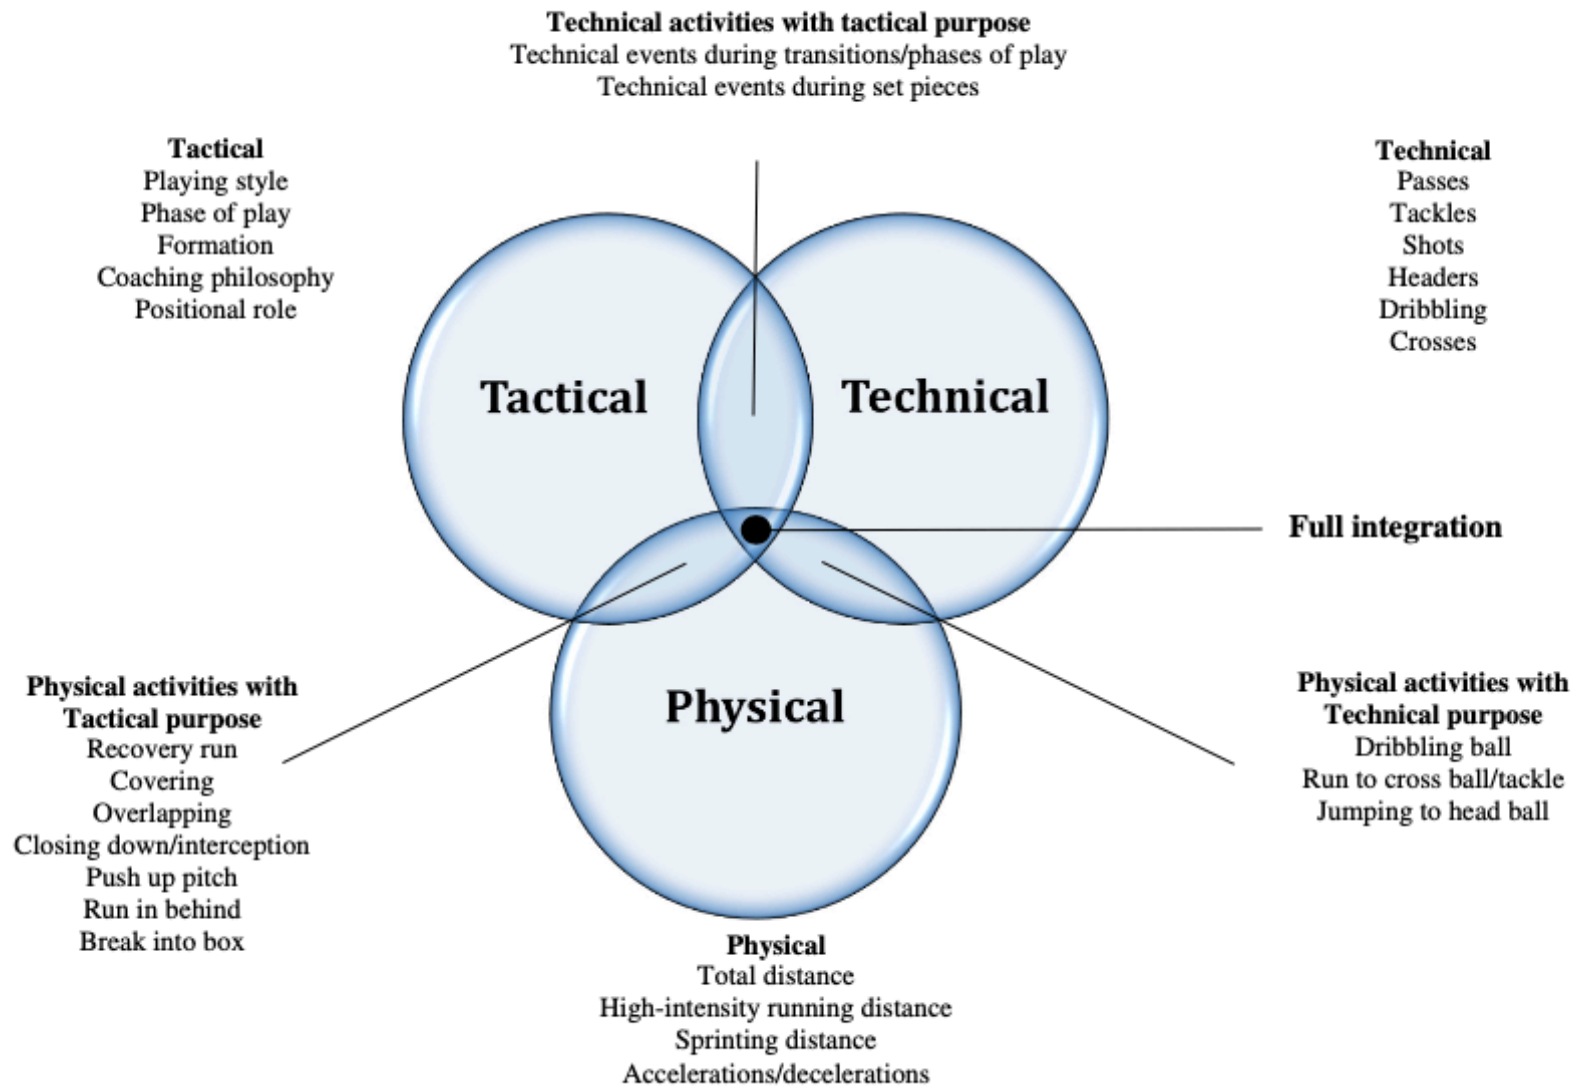 Technical activities with tactical purpose
Technical events during transitions/phases of play
Technical events during set pieces
Tactical
Playing style
Phase of play
Formation
Coaching philosophy
Positional role
Technical
Passes
Tackles
Shots
Headers
Dribbling
Crosses
Tactical
Technical
Full integration
Physical activities with
Tactical purpose
Recovery run
Covering
Overlapping
Closing down/interception
Push up pitch
Run in behind
Break into box
Physical
Physical activities with
Technical purpose
Dribbling ball
Run to cross ball/tackle
Jumping to head ball
Physical
Total distance
High-intensity running distance
Sprinting distance
Accelerations/decelerations